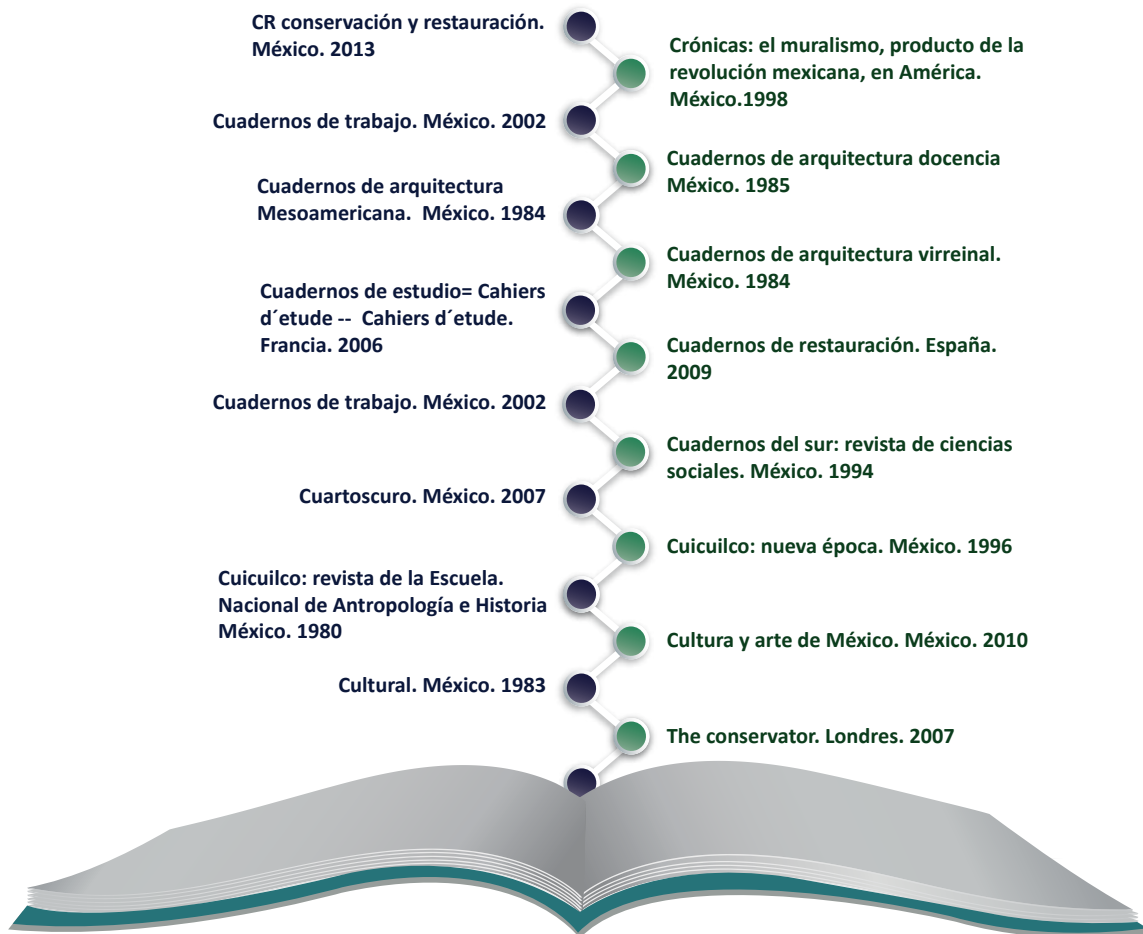 CR conservación y restauración.
México. 2013
Crónicas: el muralismo, producto de la
revolución mexicana, en América.
México.1998
Cuadernos de trabajo. México. 2002
Cuadernos de arquitectura docencia
México. 1985
Cuadernos de arquitectura
Mesoamericana.  México. 1984
Cuadernos de arquitectura virreinal.
México. 1984
Cuadernos de estudio= Cahiers
d´etude --  Cahiers d´etude.
Francia. 2006
Cuadernos de restauración. España.
2009
Cuadernos de trabajo. México. 2002
Cuadernos del sur: revista de ciencias
sociales. México. 1994
Cuartoscuro. México. 2007
Cuicuilco: nueva época. México. 1996
Cuicuilco: revista de la Escuela.
Nacional de Antropología e Historia
México. 1980
Cultura y arte de México. México. 2010
Cultural. México. 1983
The conservator. Londres. 2007